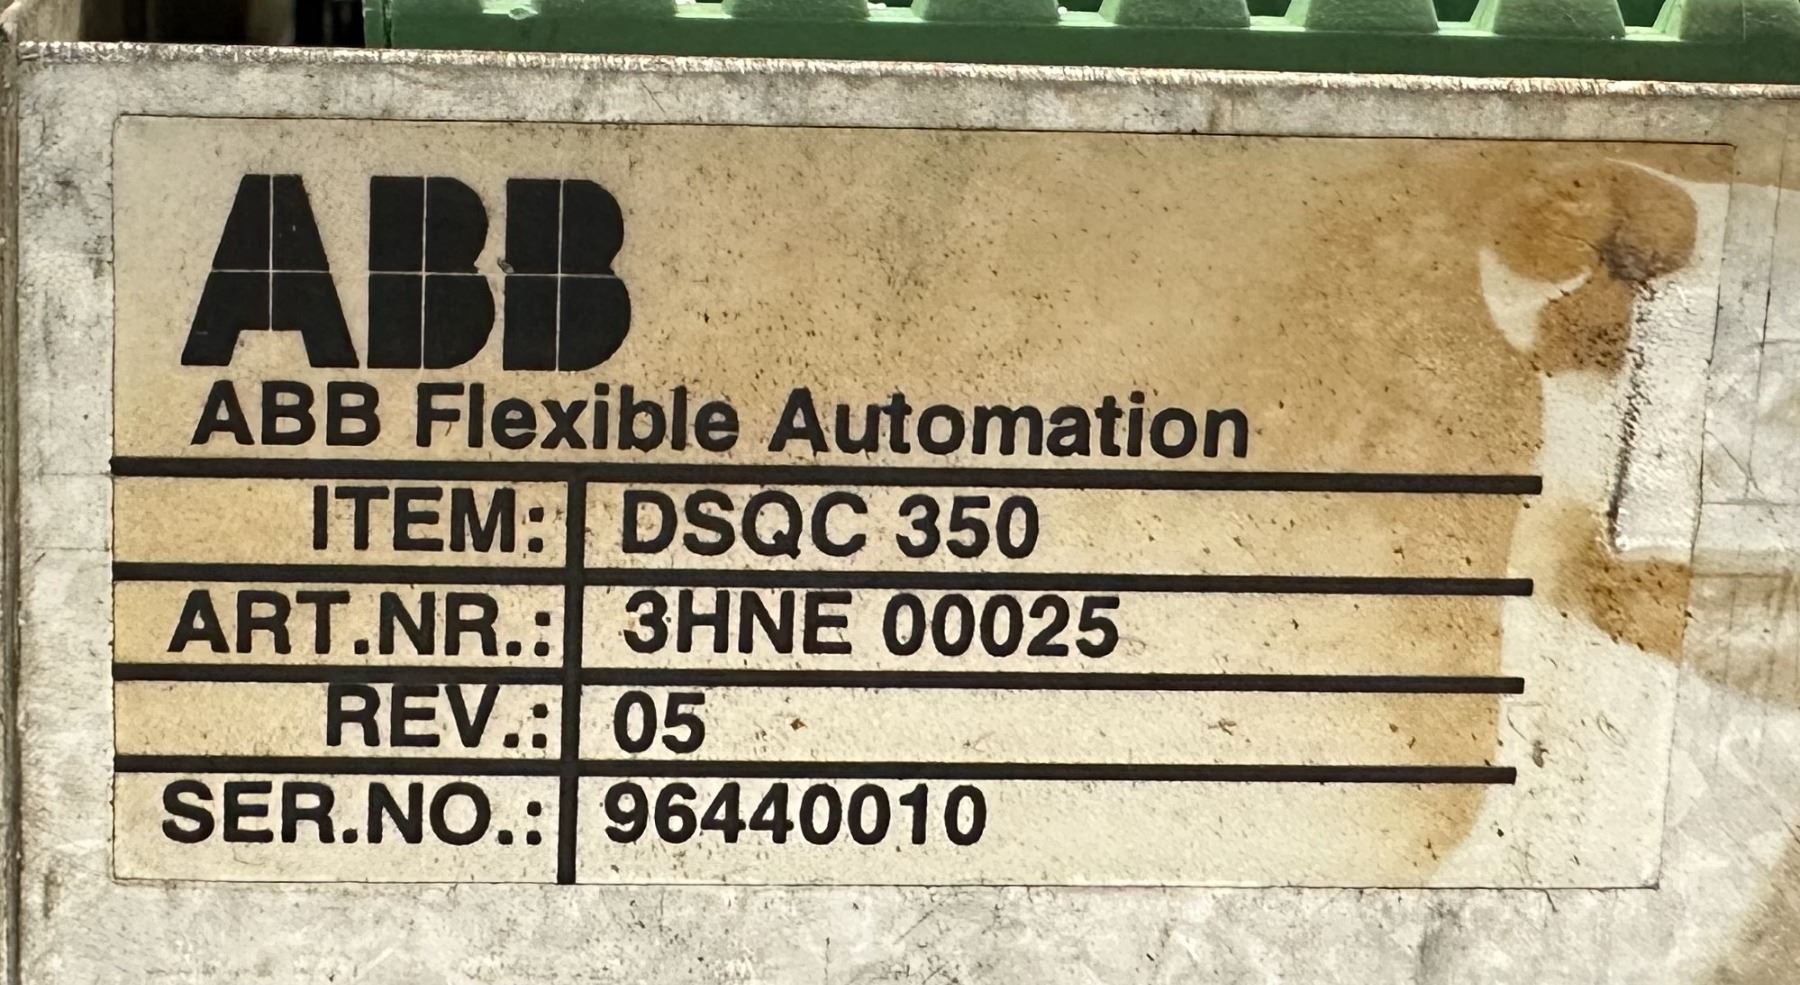 ABB
ABB Flexible Automation
ITEM: DSQC 350
ART.NR.: 3HNE 00025
REV.: 05
SER.NO.: 96440010